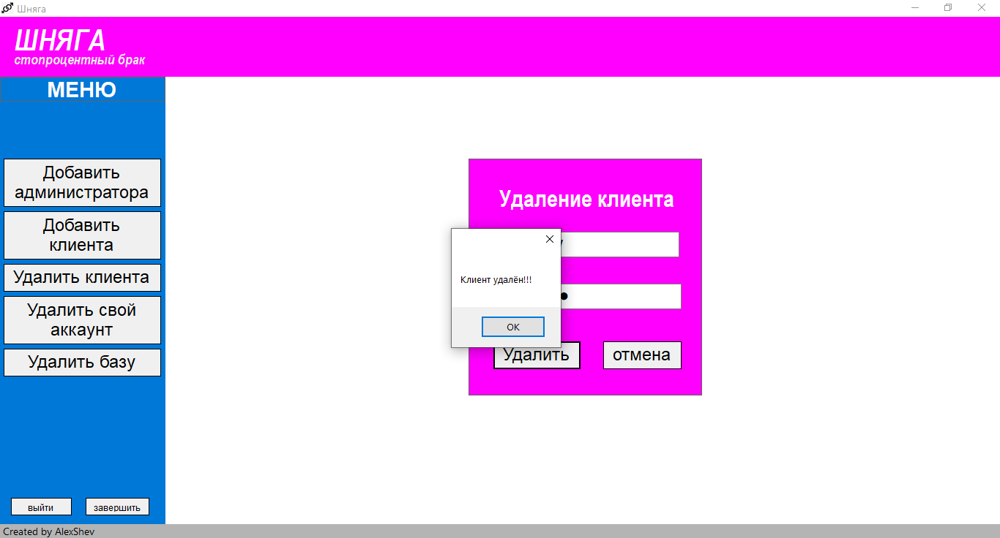 Шняга
ШНЯГА
стопроцентный брак
МЕНЮ
Добавить
администратора
Добавить
клиента
Удалить клиента
Удалить свой
аккаунт
Удалить базу
выйти
завершить
Удаление клиента
Клиент удалён!!!
OK
Удалить
отмена
Created by AlexShev